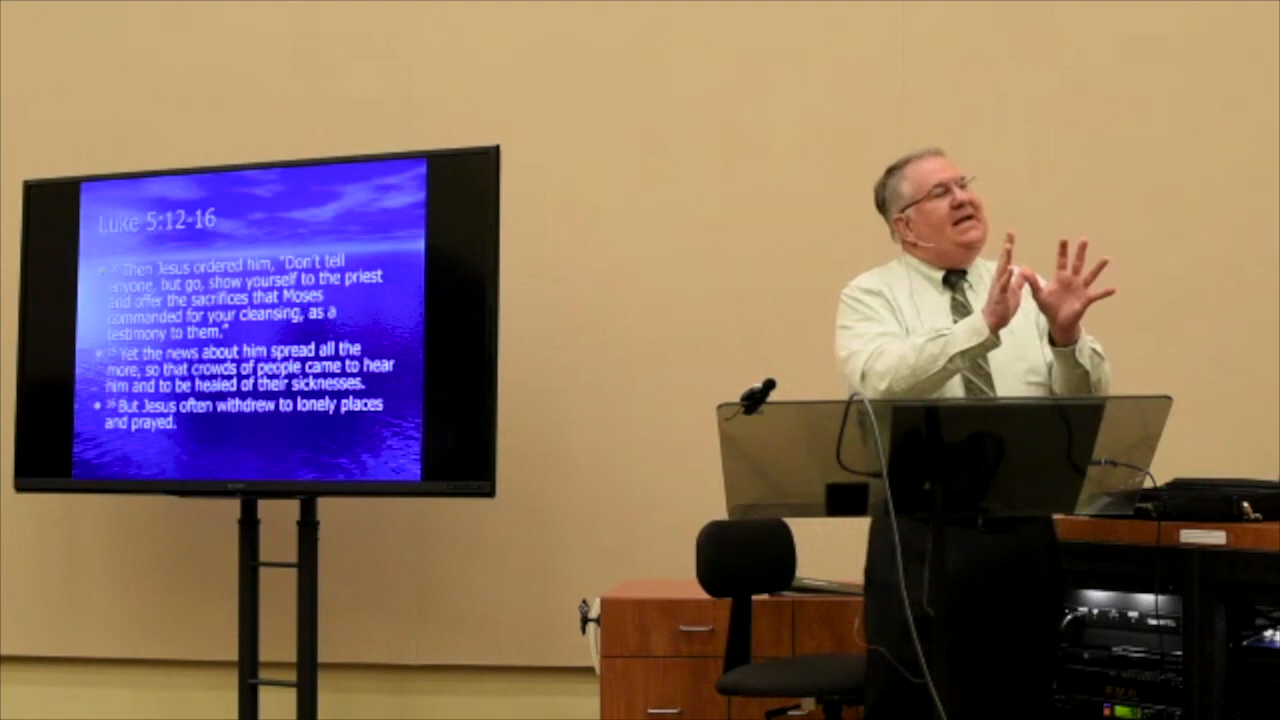 Luke 5:12-16
Then Jesus ordered him, "Don't tell
anyone, but go, show yourself to the priest
and offer the sacrifices that Moses
commanded for your cleansing, as a
testimony to them."
• 15 Yet the news about him spread all the
more, so that crowds of people came to hear
him and to be healed of their sicknesses.
• 16 But Jesus often withdrew to lonely places
and prayed.